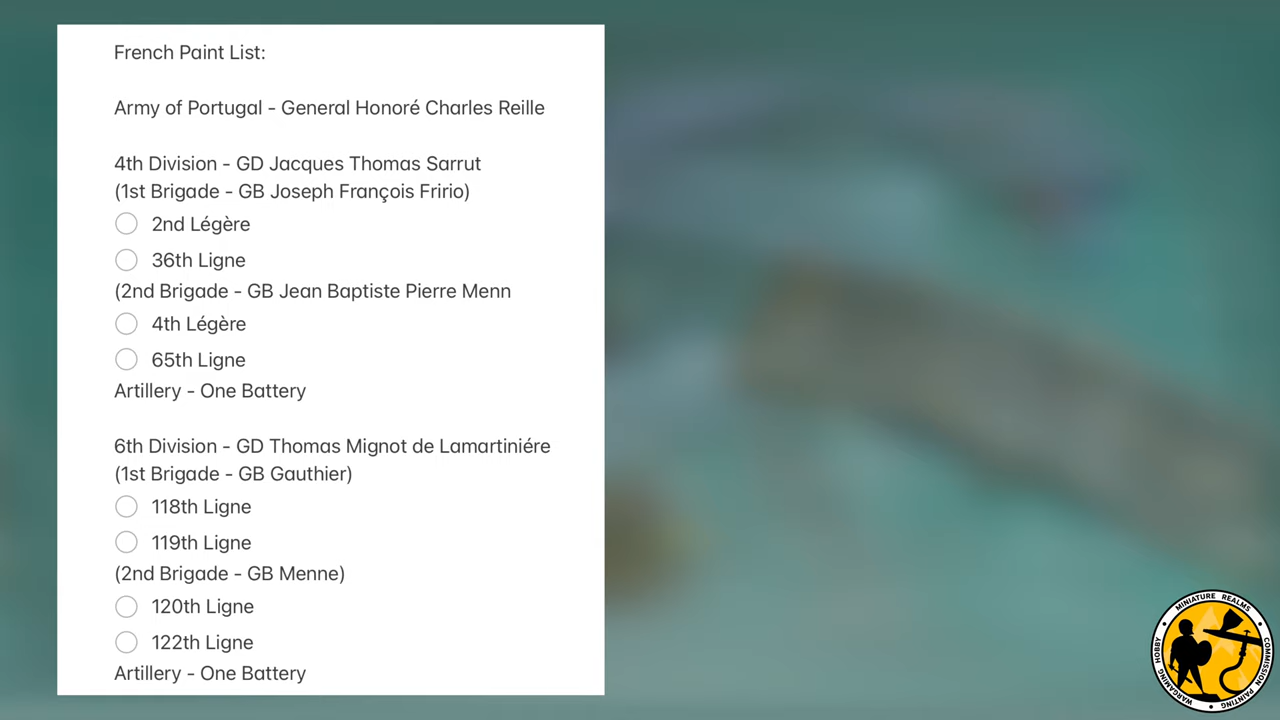 French Paint List:
Army of Portugal - General Honoré Charles Reille
4th Division - GD Jacques Thomas Sarrut
(1st Brigade - GB Joseph François Fririo)
2nd Légère
36th Ligne
(2nd Brigade - GB Jean Baptiste Pierre Menn
4th Légère
65th Ligne
Artillery - One Battery
6th Division - GD Thomas Mignot de Lamartiniére
(1st Brigade - GB Gauthier)
118th Ligne
119th Ligne
(2nd Brigade - GB Menne)
120th Ligne
122th Ligne
Artillery - One Battery
MINIATURE REALMS
COMMISSION PAINTING
WARGAMING HOBBY